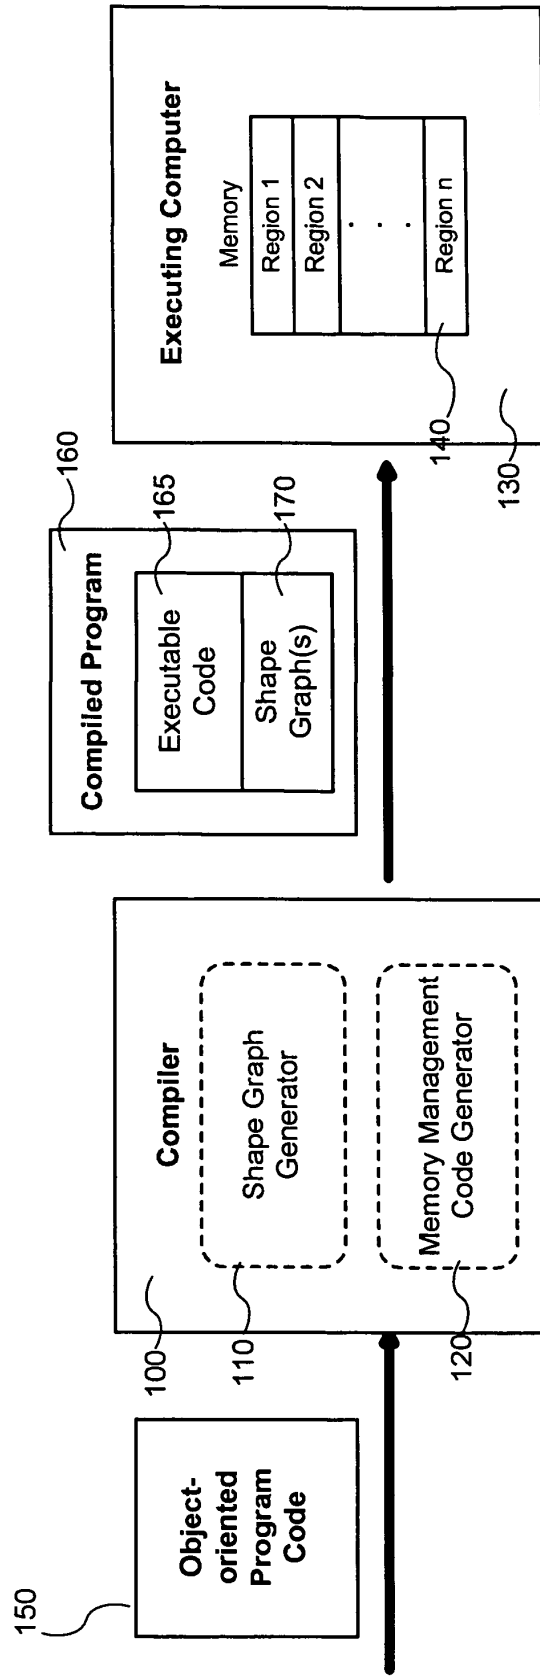 150
Object-
oriented
Program
Code
100
Compiler
110
Shape Graph
Generator
120
Memory Management
Code Generator
160
Compiled Program
165
Executable
Code
170
Shape
Graph(s)
Executing Computer
Memory
Region 1
Region 2
. . .
Region n
140
130